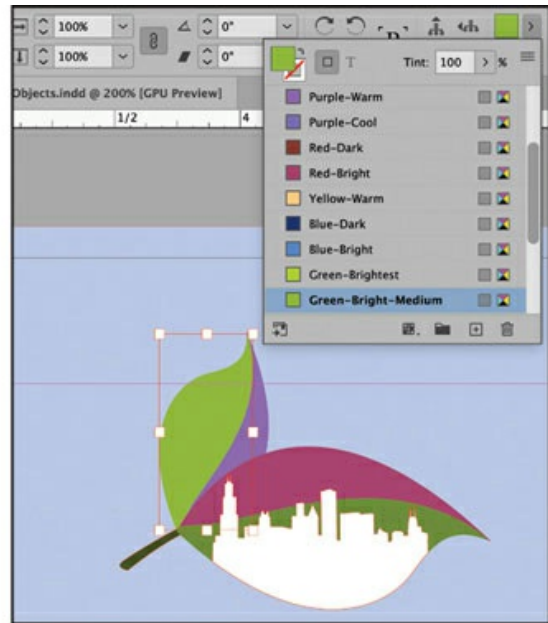 100%
0°
100%
0°
Objects.indd @ 200% [GPU Preview]
1/2
4
T
Tint: 100 > %
Purple-Warm
Purple-Cool
Red-Dark
Red-Bright
Yellow-Warm
Blue-Dark
Blue-Bright
Green-Brightest
Green-Bright-Medium